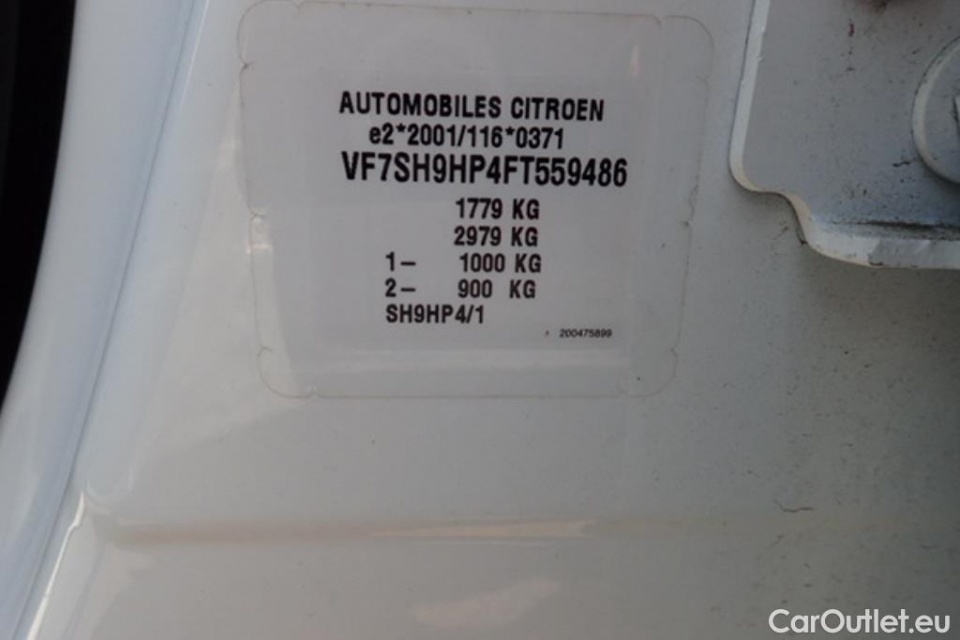 AUTOMOBILES CITROEN
e2*2001/116*0371
VF7SH9HP4FT559486
1779 KG
2979 KG
1- 1000 KG
2- 900 KG
SH9HP4/1
200475899
CarOutlet.eu